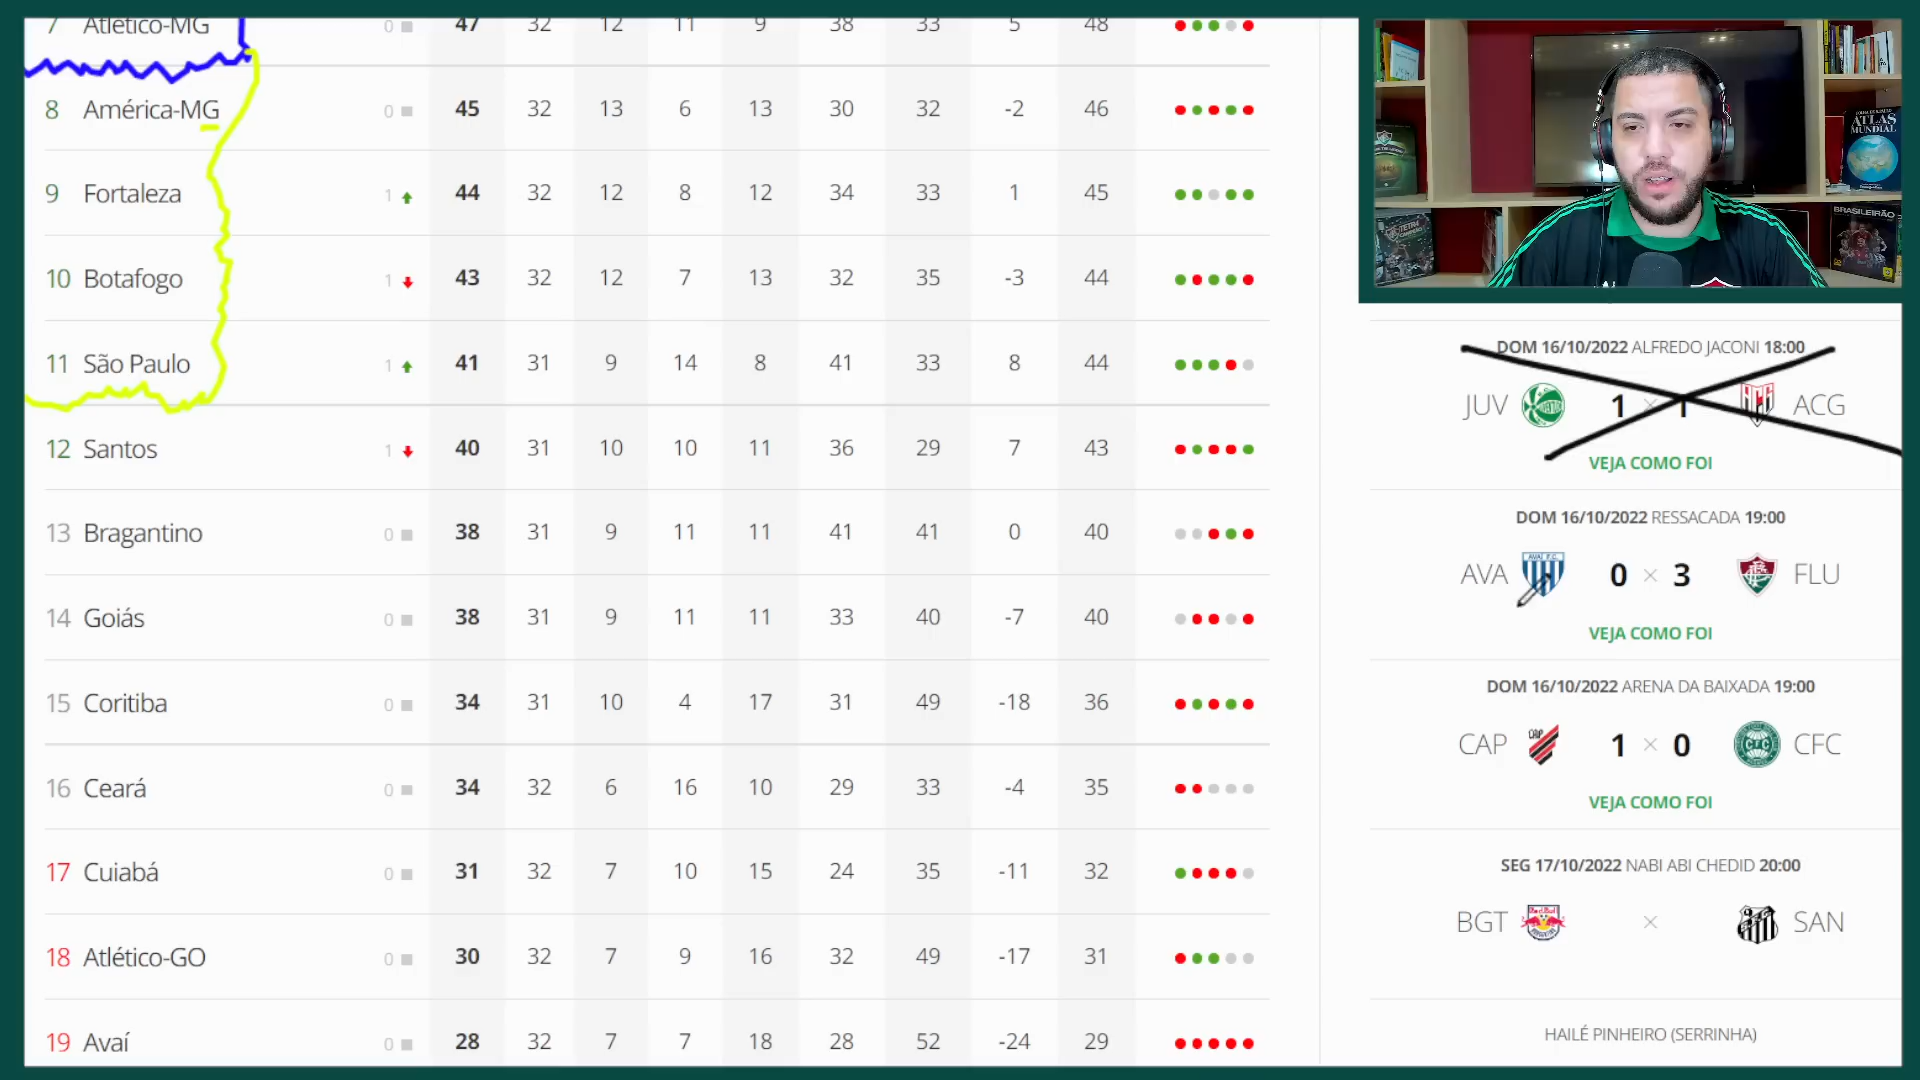 7 Atlético-MG 0 47 32 12 11 9 38 33 5 48
8 América-MG 0 45 32 13 6 13 30 32 -2 46
9 Fortaleza 1 44 32 12 8 12 34 33 1 45
10 Botafogo 1 43 32 12 7 13 32 35 -3 44
11 São Paulo 1 41 31 9 14 8 41 33 8 44
12 Santos 1 40 31 10 10 11 36 29 7 43
13 Bragantino 0 38 31 9 11 11 41 41 0 40
14 Goiás 0 38 31 9 11 11 33 40 -7 40
15 Coritiba 0 34 31 10 4 17 31 49 -18 36
16 Ceará 0 34 32 6 16 10 29 33 -4 35
17 Cuiabá 0 31 32 7 10 15 24 35 -11 32
18 Atlético-GO 0 30 32 7 9 16 32 49 -17 31
19 Avaí 0 28 32 7 7 18 28 52 -24 29
ATLAS
MUNDIAL
BRASILEIRÃO
DOM 16/10/2022 ALFREDO JACONI 18:00
JUV 1 × 1 ACG
VEJA COMO FOI
DOM 16/10/2022 RESSACADA 19:00
AVA 0 × 3 FLU
VEJA COMO FOI
DOM 16/10/2022 ARENA DA BAIXADA 19:00
CAP 1 × 0 CFC
VEJA COMO FOI
SEG 17/10/2022 NABI ABI CHEDID 20:00
BGT × SAN
HAILÉ PINHEIRO (SERRINHA)